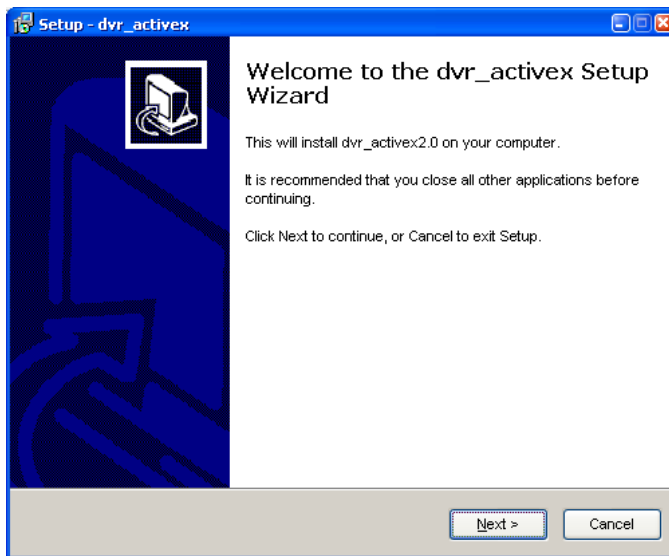 Setup - dvr_activex
Welcome to the dvr_activex Setup
Wizard
This will install dvr_activex2.0 on your computer.
It is recommended that you close all other applications before
continuing.
Click Next to continue, or Cancel to exit Setup.
Next >
Cancel